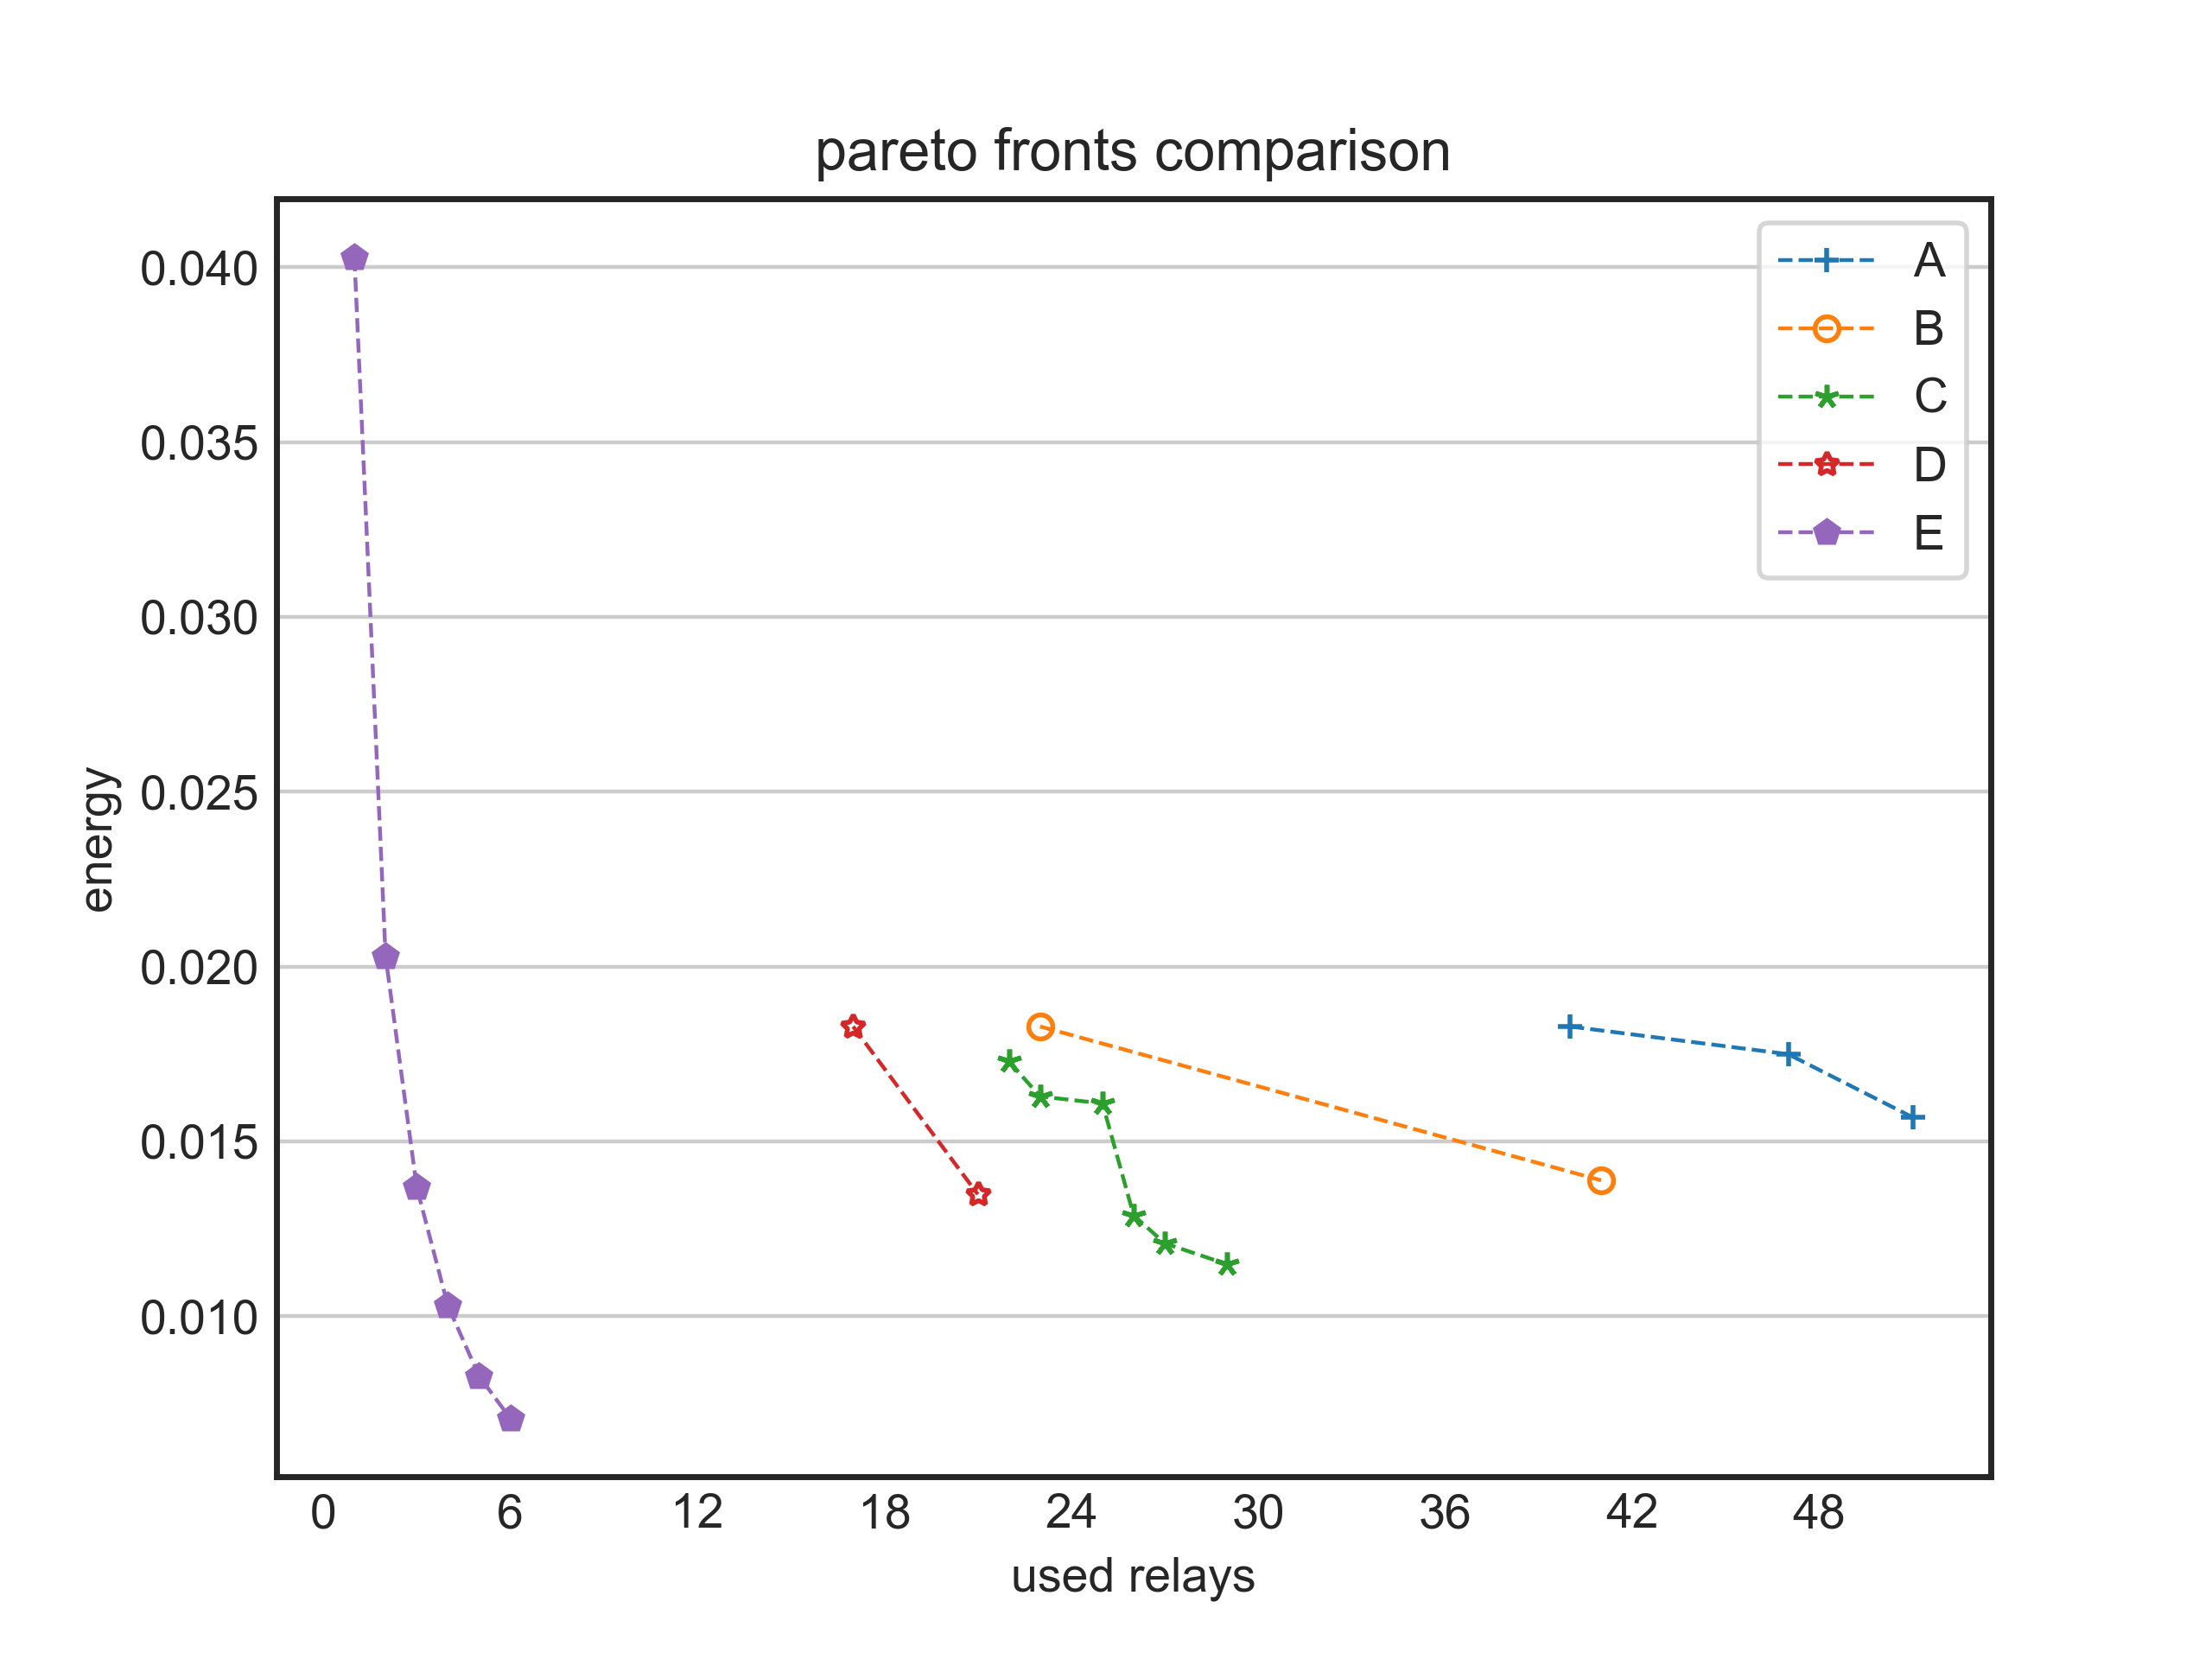 pareto fronts comparison
0.040
0.035
0.030
0.025
0.020
0.015
0.010
energy
A
B
C
D
E
0 6 12 18 24 30 36 42 48
used relays